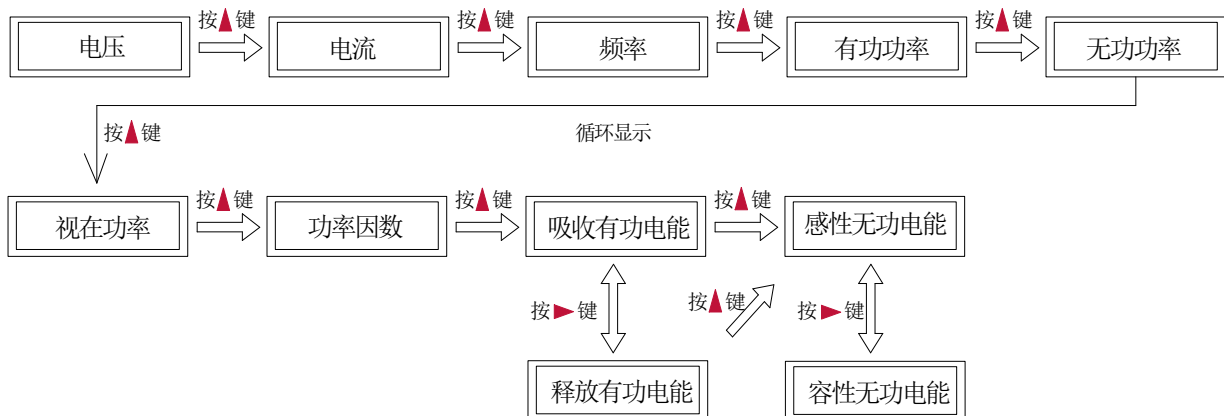 按▲键 按▲键 按▲键 按▲键
电压 电流 频率 有功功率 无功功率
按▲键 循环显示
按▲键 按▲键 按▲键
视在功率 功率因数 吸收有功电能 感性无功电能
按►键 按▲键 按►键
释放有功电能 容性无功电能